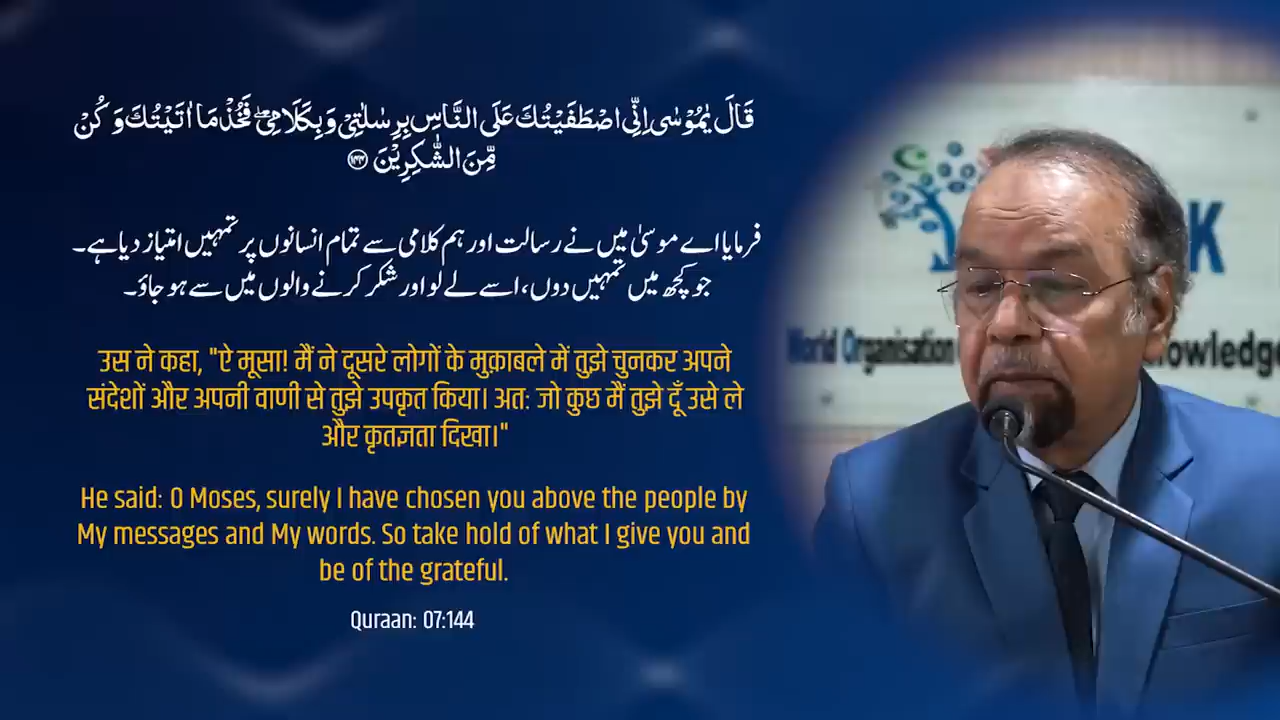 قَالَ يٰمُوْسٰۤى اِنِّى اصْطَفَيْتُكَ عَلَى النَّاسِ بِرِسٰلٰتِىْ وَ بِكَلَامِىْ ۖ فَخُذْ مَاۤ اٰتَيْتُكَ وَ كُنْ
مِّنَ الشّٰكِرِيْنَ ﴿۱۴۴﴾
فرمایا اے موسیٰ میں نے رسالت اور ہم کلامی سے تمام انسانوں پر تمہیں امتیاز دیا ہے۔
جو کچھ میں تمہیں دوں، اسے لے لو اور شکر کرنے والوں میں سے ہو جاؤ۔
उस ने कहा, "ऐ मूसा! मैं ने दूसरे लोगों के मुक़ाबले में तुझे चुनकर अपने
संदेशों और अपनी वाणी से तुझे उपकृत किया। अतः जो कुछ मैं तुझे दूँ उसे ले
और कृतज्ञता दिखा।"
He said: O Moses, surely I have chosen you above the people by
My messages and My words. So take hold of what I give you and
be of the grateful.
Quraan: 07:144
K
World Organisation
nowledge